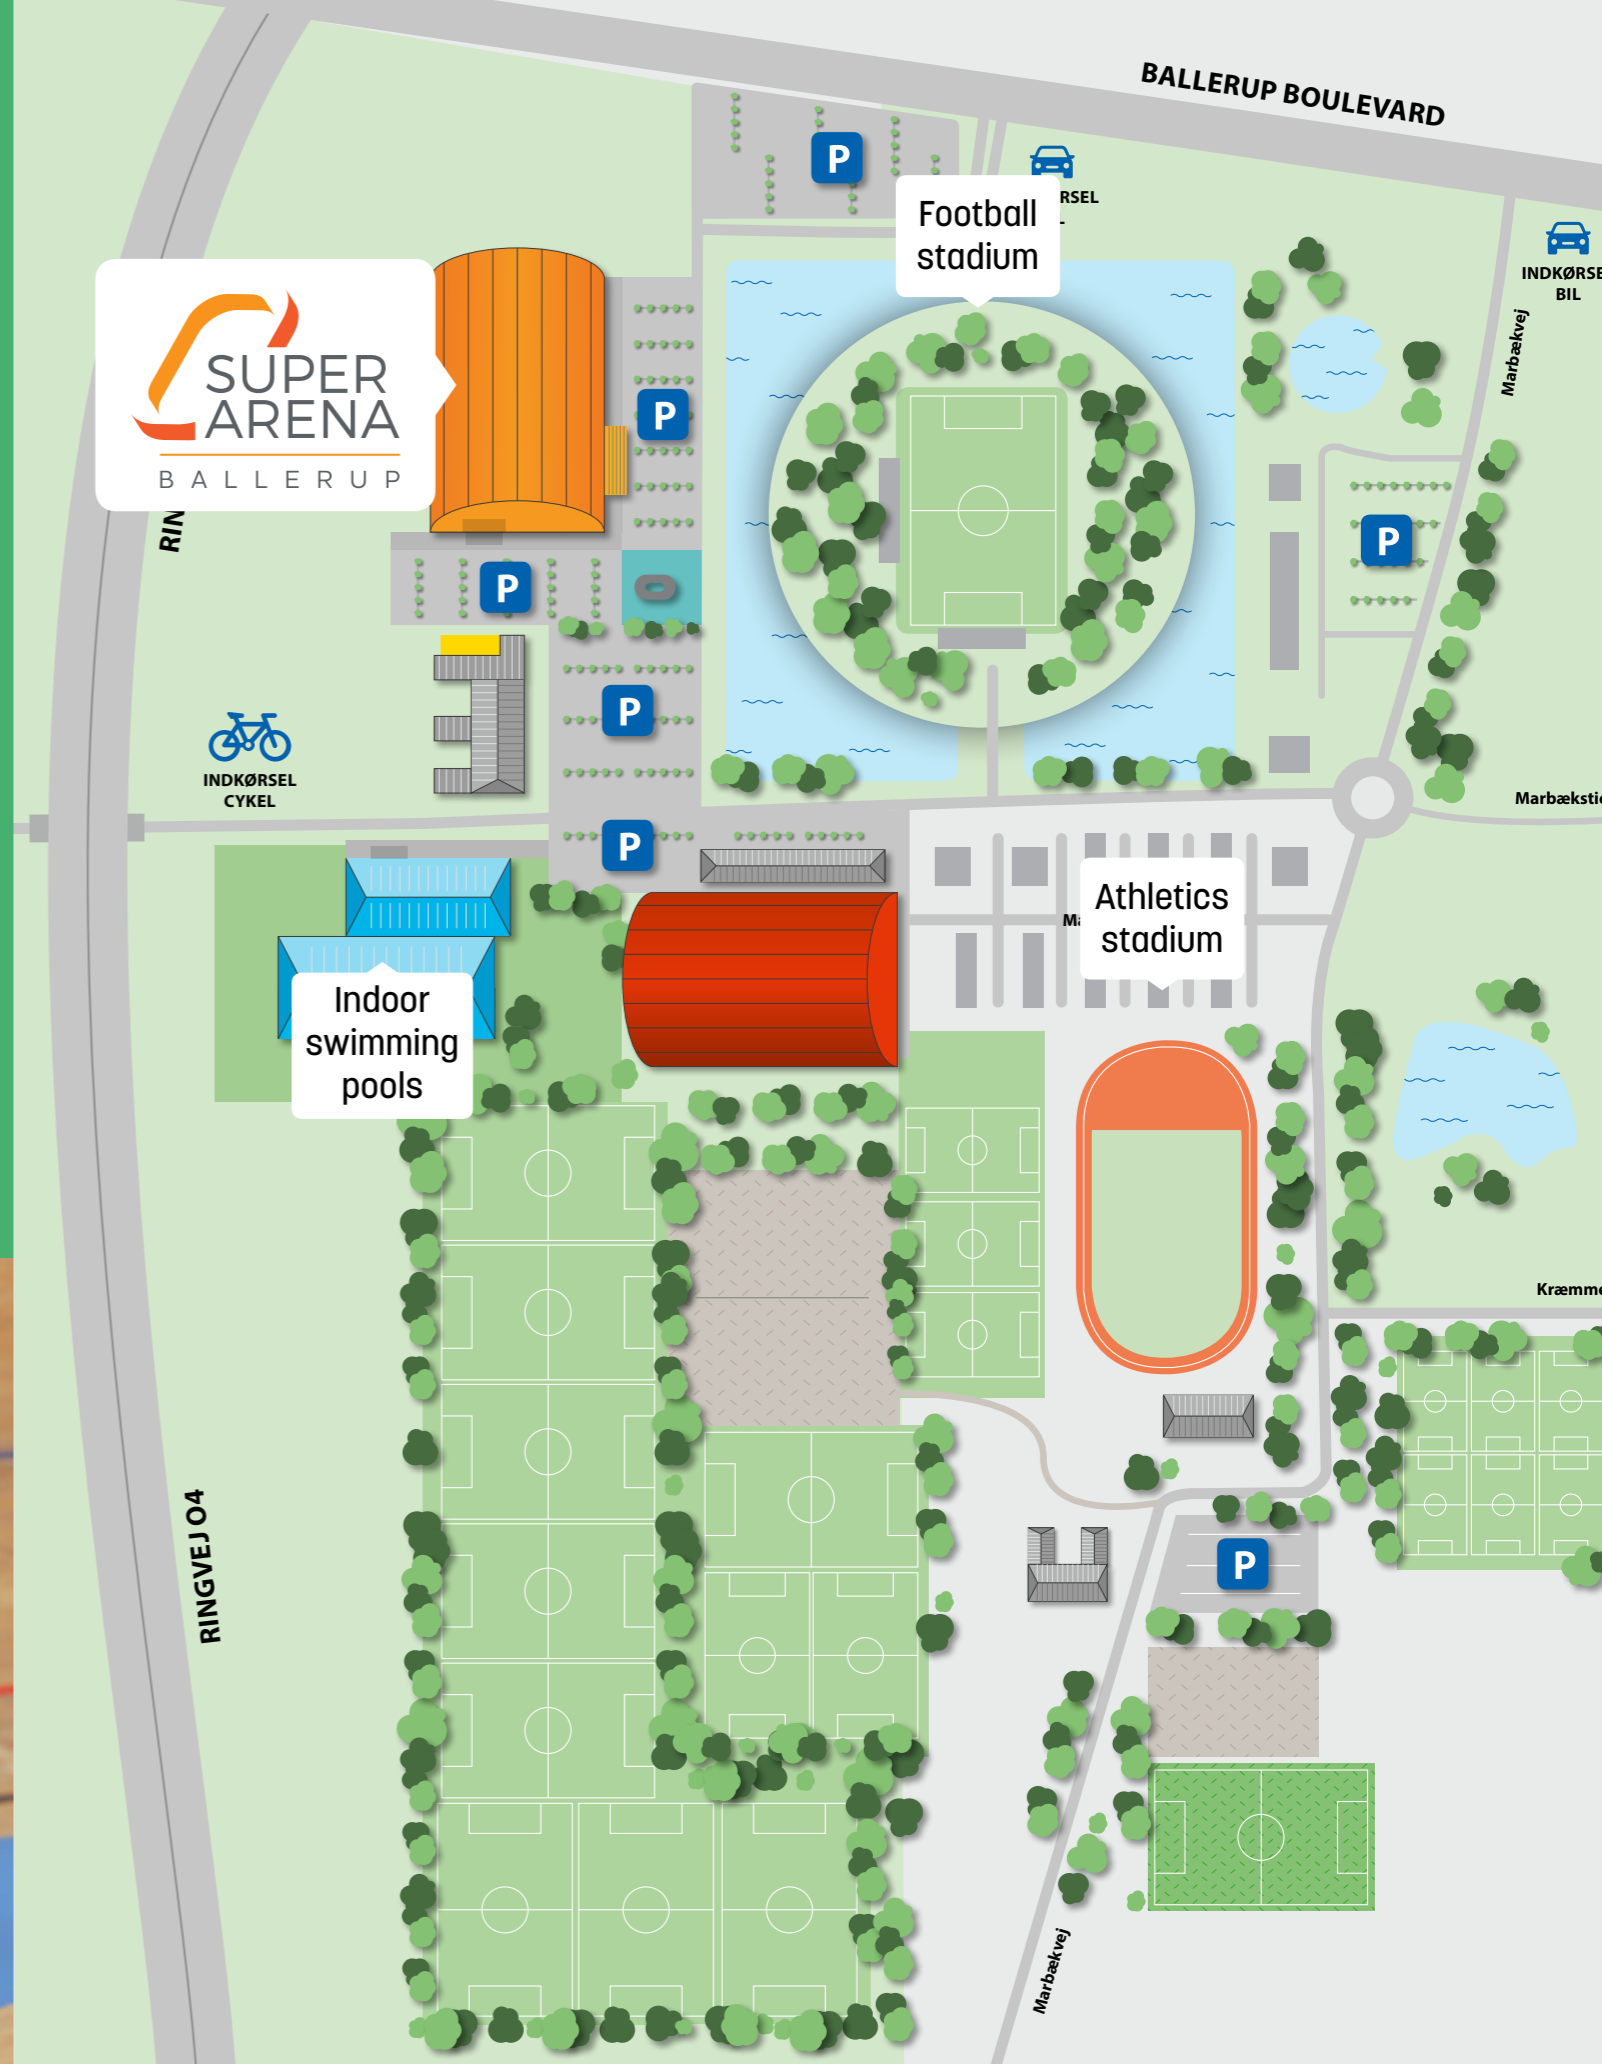 BALLERUP BOULEVARD
P
RSEL
Football
stadium
INDKØRSE
BIL
Marbækvej
SUPER
ARENA
BALLERUP
P
RIN
P
P
P
INDKØRSEL
CYKEL
Marbækstie
P
Athletics
stadium
Ma
Indoor
swimming
pools
Kræmme
RINGVEJ O4
P
Marbækvej